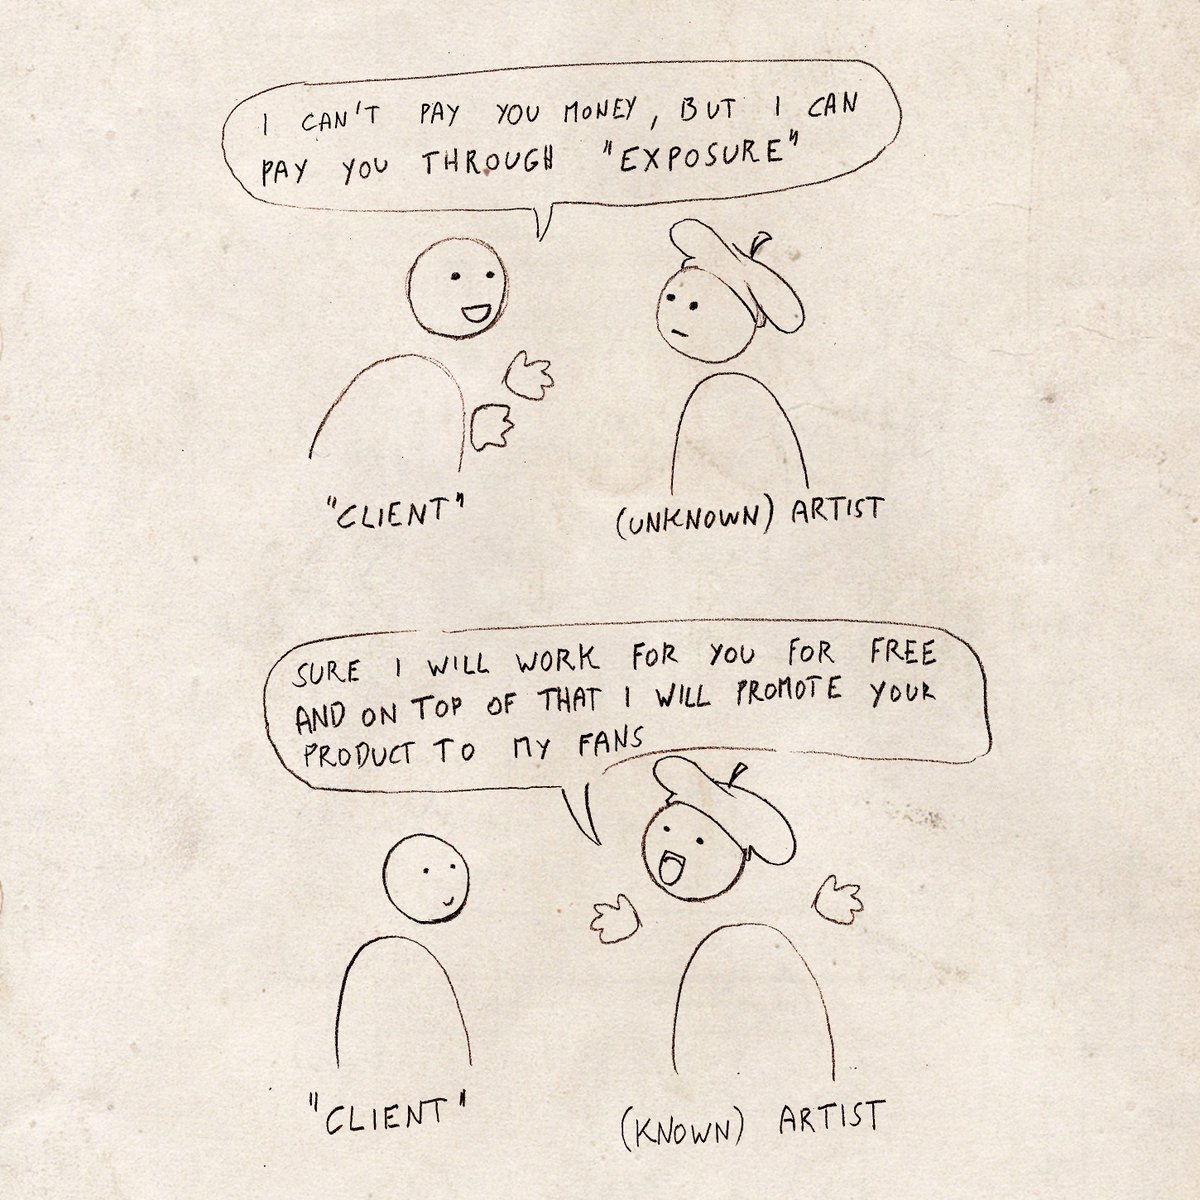 I CAN'T PAY YOU MONEY, BUT I CAN
PAY YOU THROUGH "EXPOSURE"
"CLIENT"
(UNKNOWN) ARTIST
SURE I WILL WORK FOR YOU FOR FREE
AND ON TOP OF THAT I WILL PROMOTE YOUR
PRODUCT TO MY FANS
"CLIENT"
(KNOWN) ARTIST